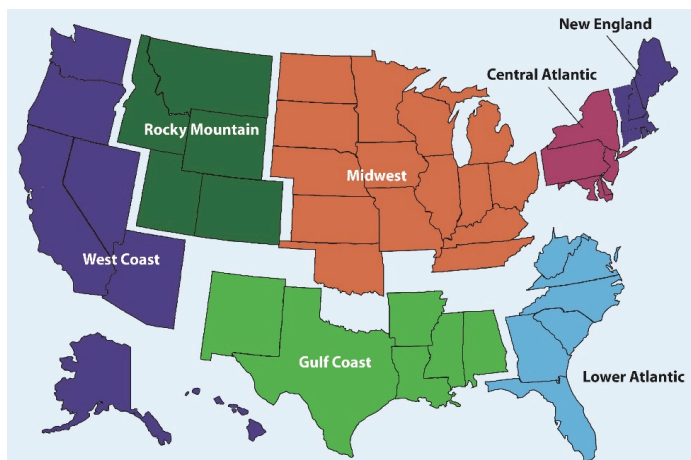 New England
Central Atlantic
Rocky Mountain
Midwest
West Coast
Gulf Coast
Lower Atlantic